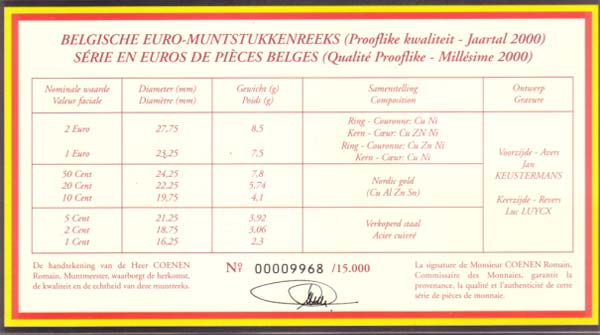 BELGISCHE EURO-MUNTSTUKKENREEKS (Prooflike kwaliteit - Jaartal 2000)
SÉRIE EN EUROS DE PIÈCES BELGES (Qualité Prooflike - Millésime 2000)
Nominale waarde Diameter (mm) Gewicht (g) Samenstelling Ontwerp
Valeur faciale Diamètre (mm) Poids (g) Composition Gravure
2 Euro 27,75 8,5 Ring - Couronne: Cu Ni
Kern - Cœur: Cu ZN Ni
1 Euro 23,25 7,5 Ring - Couronne: Cu Zn Ni
Kern - Cœur: Cu Ni
50 Cent 24,25 7,8
20 Cent 22,25 5,74
10 Cent 19,75 4,1
Nordic gold
(Cu Al Zn Sn)
5 Cent 21,25 3,92
2 Cent 18,75 3,06
1 Cent 16,25 2,3
Verkoperd staal
Acier cuivré
Voorzijde - Avers
Jan
KEUSTERMANS
Keerzijde - Revers
Luc LUYCX
De handtekening van de Heer COENEN
Romain, Muntmeester, waarborgt de herkomst,
de kwaliteit en de echtheid van deze muntreeks.
No/r 00009968 /15.000
La signature de Monsieur COENEN Romain,
Commissaire des Monnaies, garantit la
provenance, la qualité et l'authenticité de cette
série de pièces de monnaie.